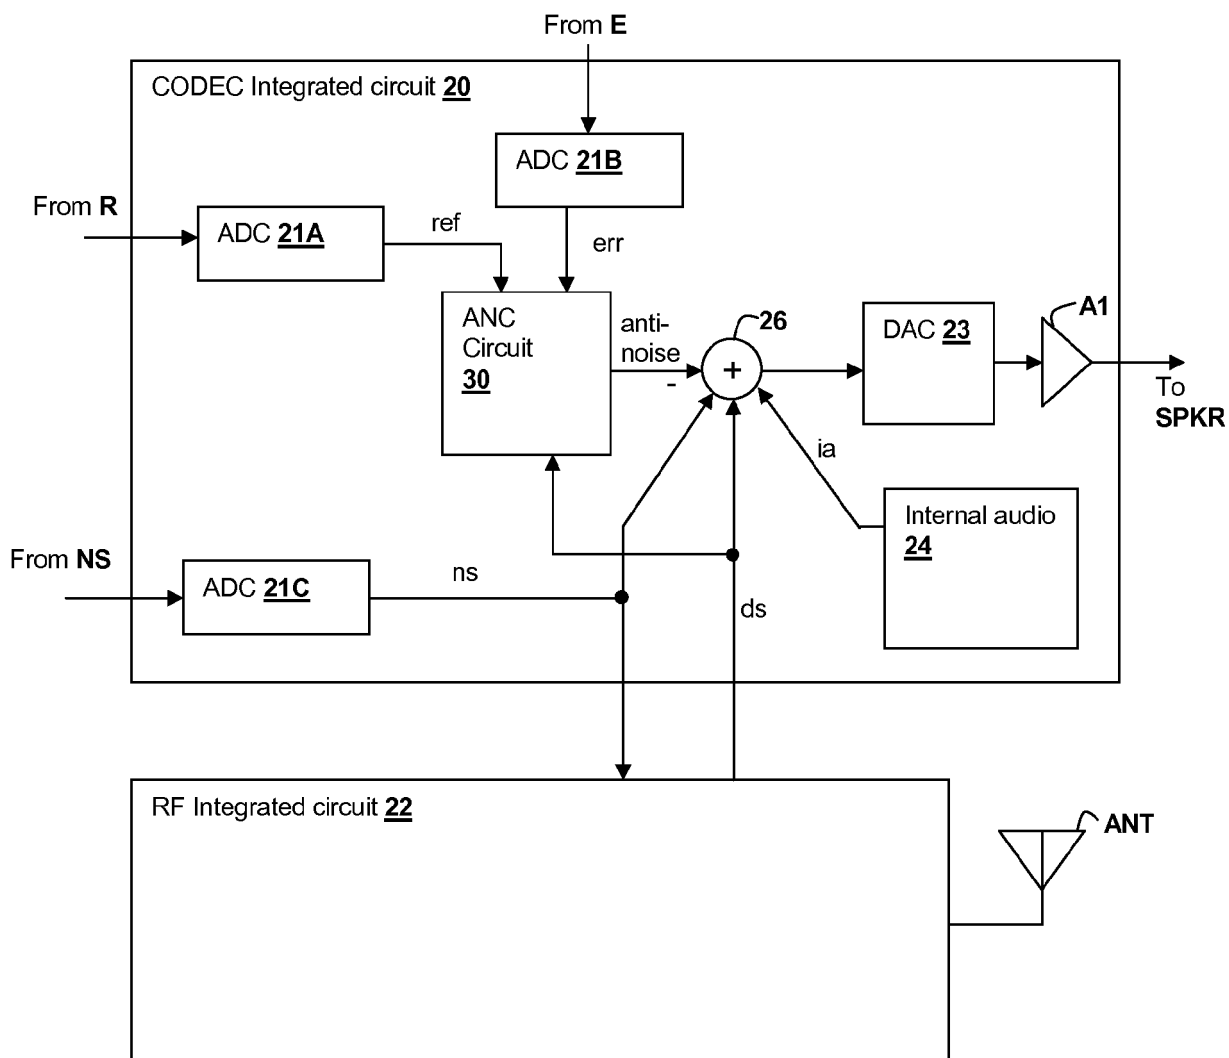 From E
CODEC Integrated circuit 20
ADC 21B
From R
ADC 21A
ref
err
ANC
Circuit
30
anti-
noise
-
26
+
DAC 23
A1
To
SPKR
ia
Internal audio
24
From NS
ADC 21C
ns
ds
RF Integrated circuit 22
ANT